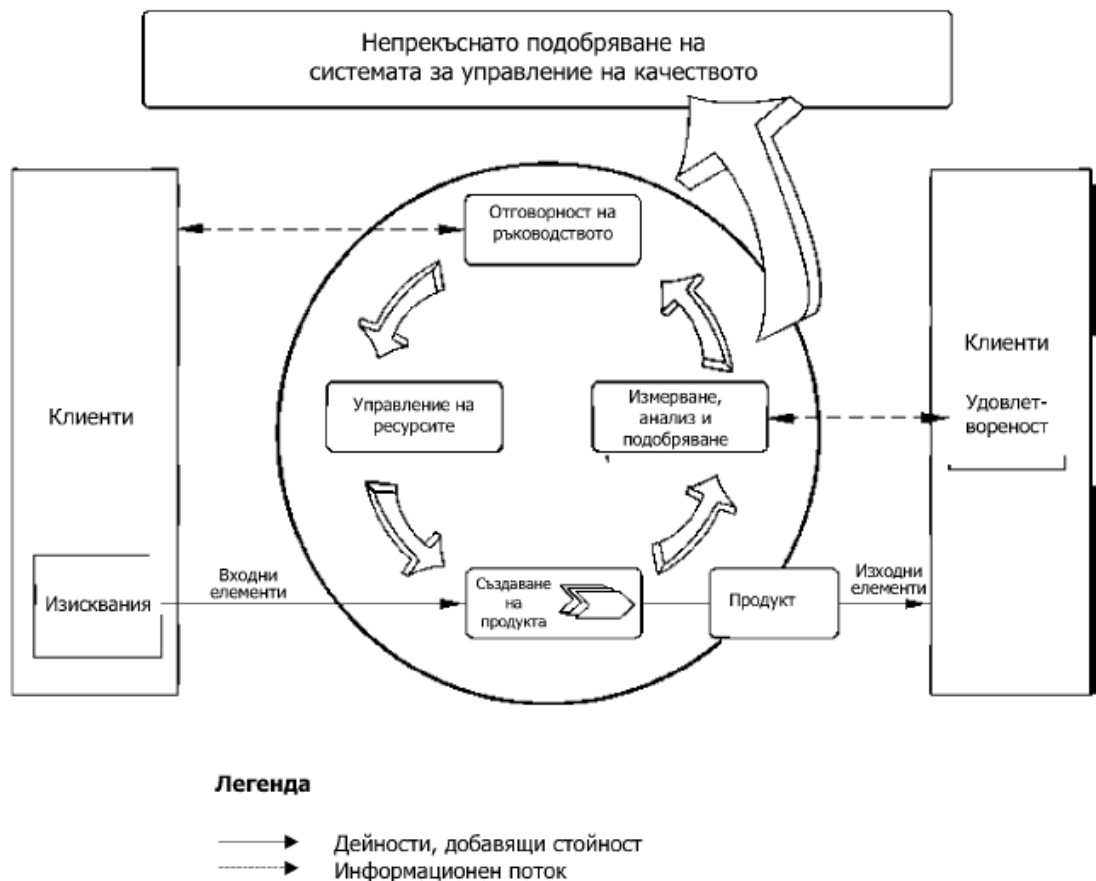 Непрекъснато подобряване на
системата за управление на качеството
Отговорност на
ръководството
Клиенти
Управление на
ресурсите
Измерване,
анализ и
подобряване
Клиенти
Удовлет-
вореност
Изисквания
Входни
елементи
Създаване
на
продукта
Продукт
Изходни
елементи
Легенда
Дейности, добавящи стойност
Информационен поток